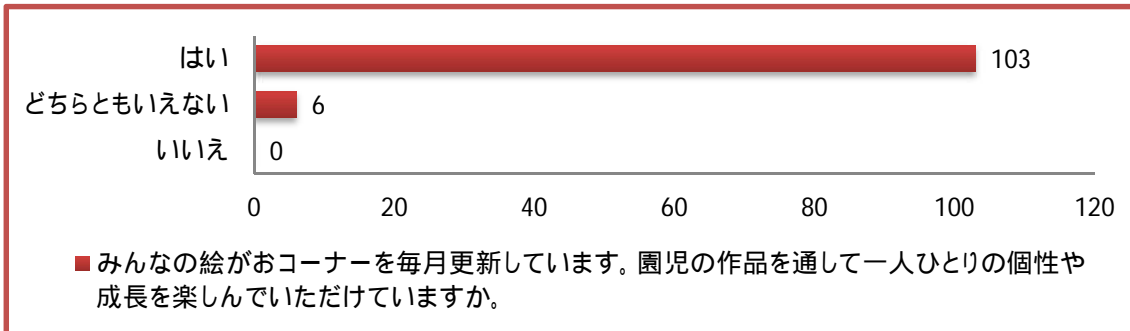 はい 103
どちらともいえない 6
いいえ 0
0 20 40 60 80 100 120
みんなの絵がおコーナーを毎月更新しています。園児の作品を通して一人ひとりの個性や
成長を楽しんでいただけていますか。